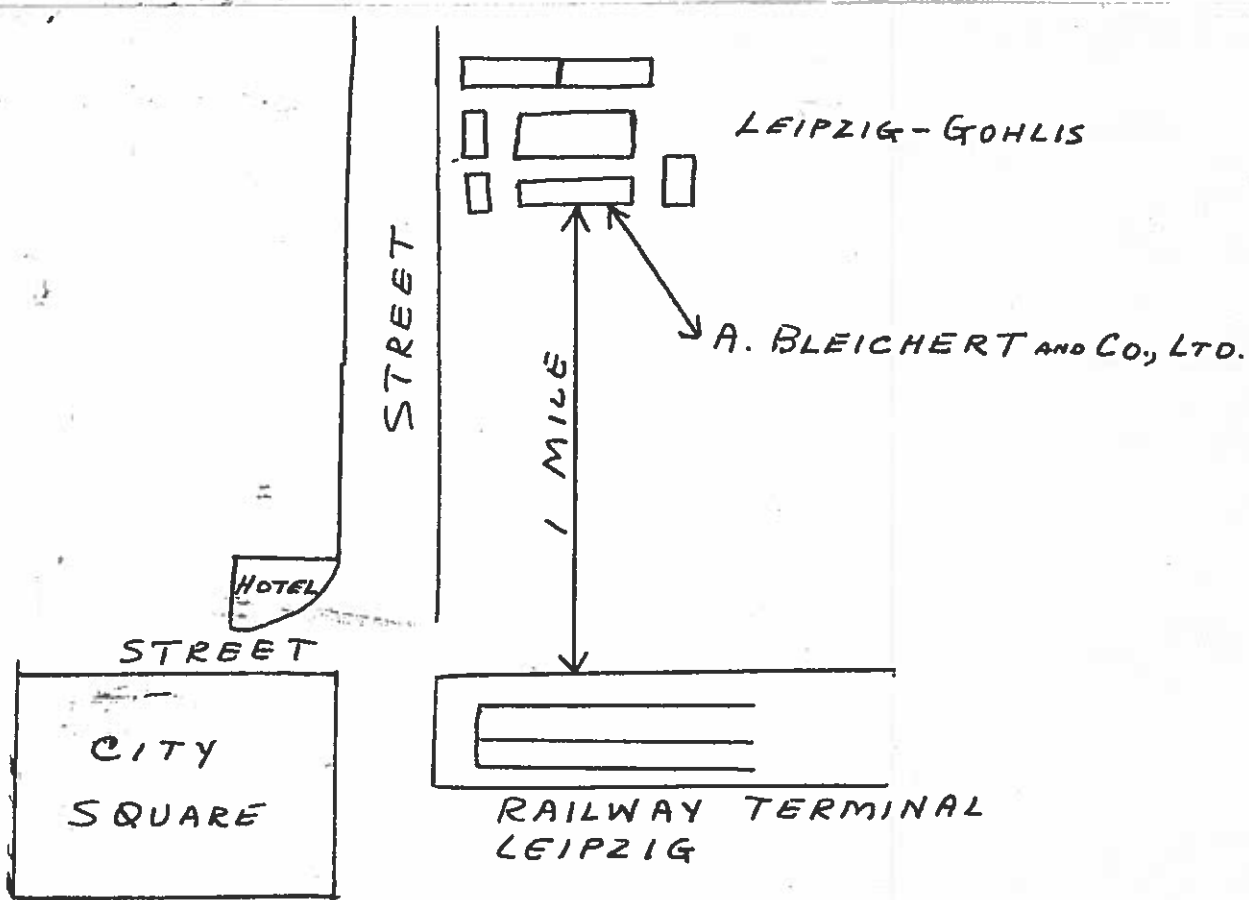 LEIPZIG-GOHLIS
STREET
A. BLEICHERT AND CO., LTD.
1 MILE
HOTEL
STREET
CITY
SQUARE
RAILWAY TERMINAL
LEIPZIG